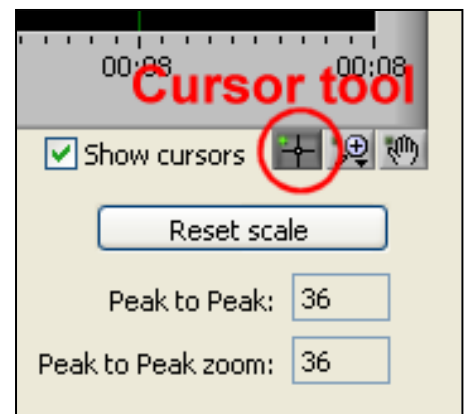 00:08 00:08
Cursor tool
Show cursors
Reset scale
Peak to Peak: 36
Peak to Peak zoom: 36